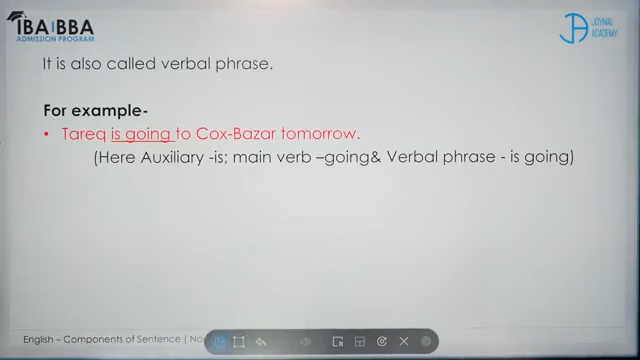 IBA|BBA
ADMISSION PROGRAM
JOYNAL
ACADEMY
It is also called verbal phrase.
For example-
• Tareq is going to Cox-Bazar tomorrow.
(Here Auxiliary -is; main verb –going& Verbal phrase - is going)
English – Components of Sentence ( No